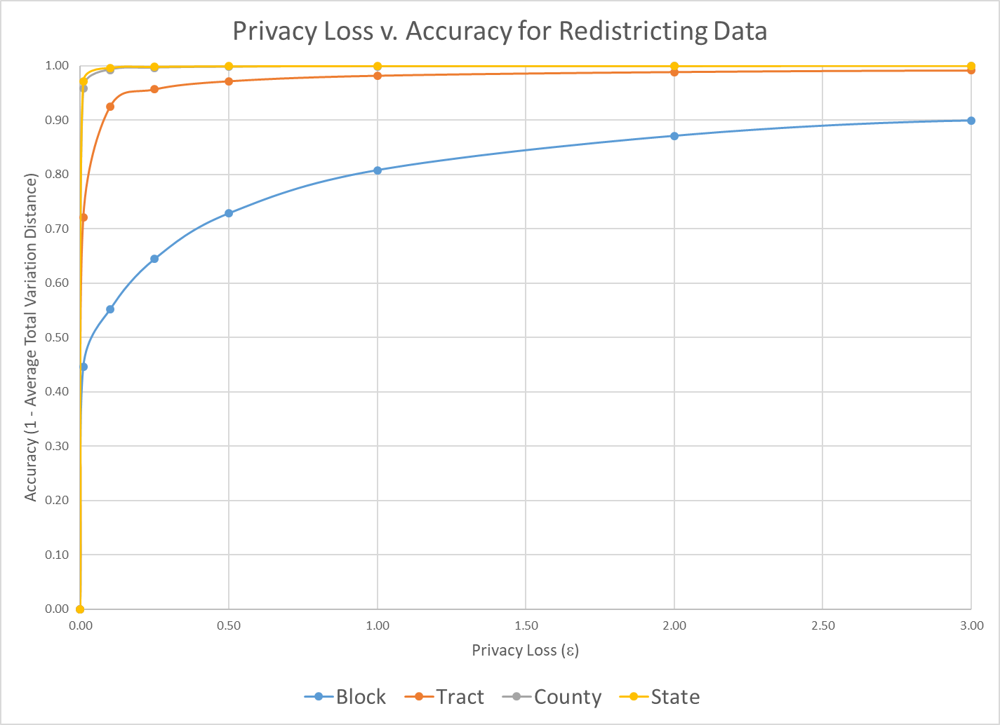 Privacy Loss v. Accuracy for Redistricting Data
Accuracy (1 - Average Total Variation Distance)
1.00
0.90
0.80
0.70
0.60
0.50
0.40
0.30
0.20
0.10
0.00
0.00 0.50 1.00 1.50 2.00 2.50 3.00
Privacy Loss (ε)
Block Tract County State